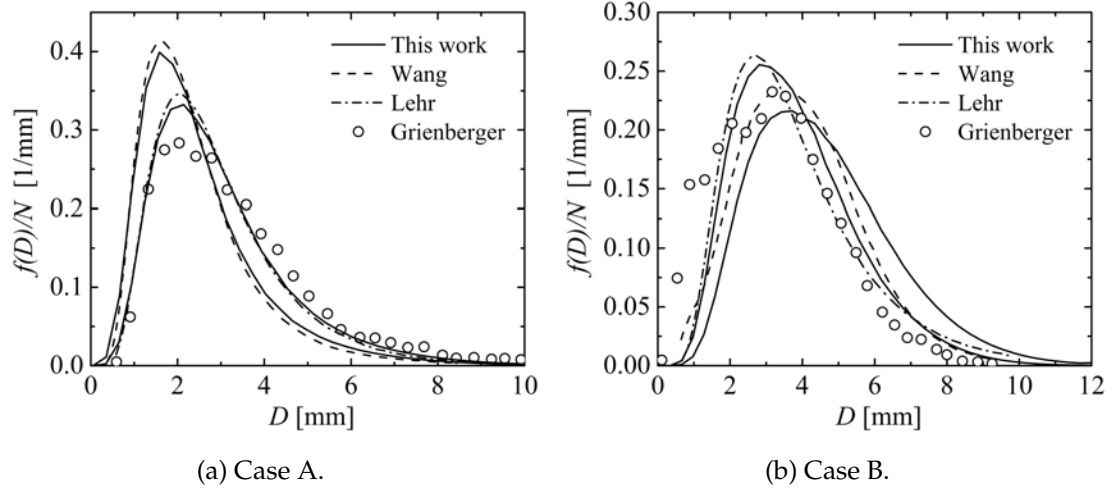 f(D)/N [1/mm]
0.4
0.3
0.2
0.1
0.0
This work
Wang
Lehr
Grienberger
0 2 4 6 8 10
D [mm]
(a) Case A.
f(D)/N [1/mm]
0.30
0.25
0.20
0.15
0.10
0.05
0.00
This work
Wang
Lehr
Grienberger
0 2 4 6 8 10 12
D [mm]
(b) Case B.